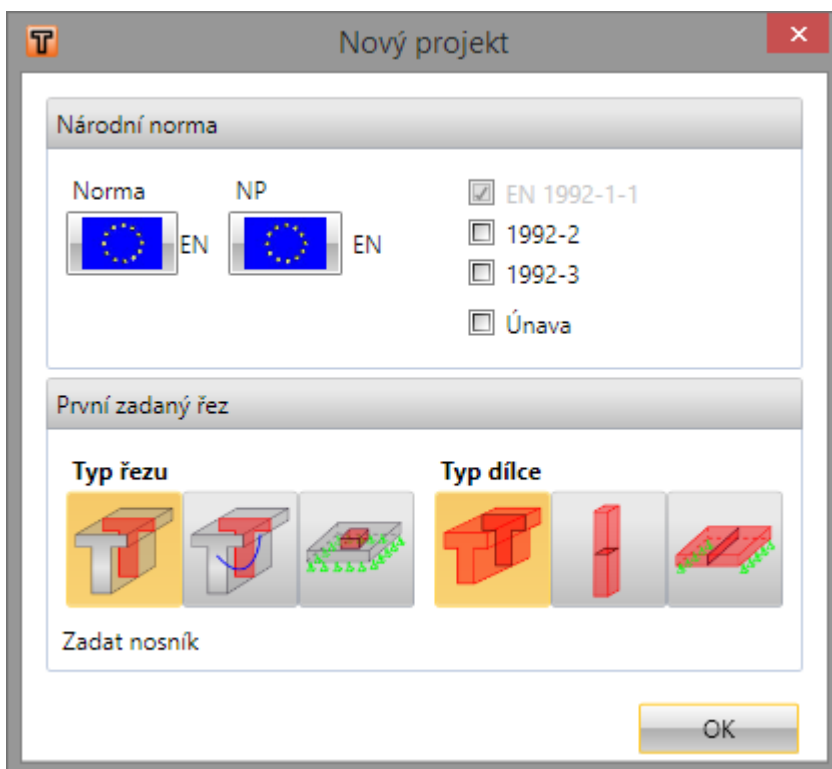 Nový projekt
Národní norma
Norma
NP
EN
EN
EN 1992-1-1
1992-2
1992-3
Únava
První zadaný řez
Typ řezu
Typ dílce
Zadat nosník
OK